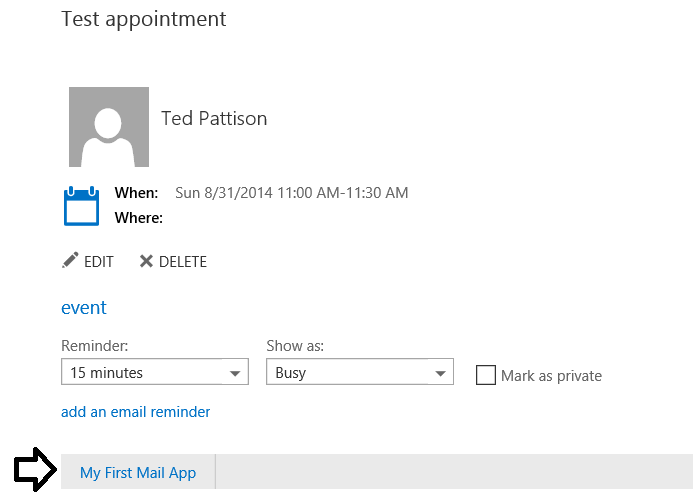 Test appointment
Ted Pattison
When: Sun 8/31/2014 11:00 AM-11:30 AM
Where:
EDIT DELETE
event
Reminder: Show as:
15 minutes Busy Mark as private
add an email reminder
My First Mail App